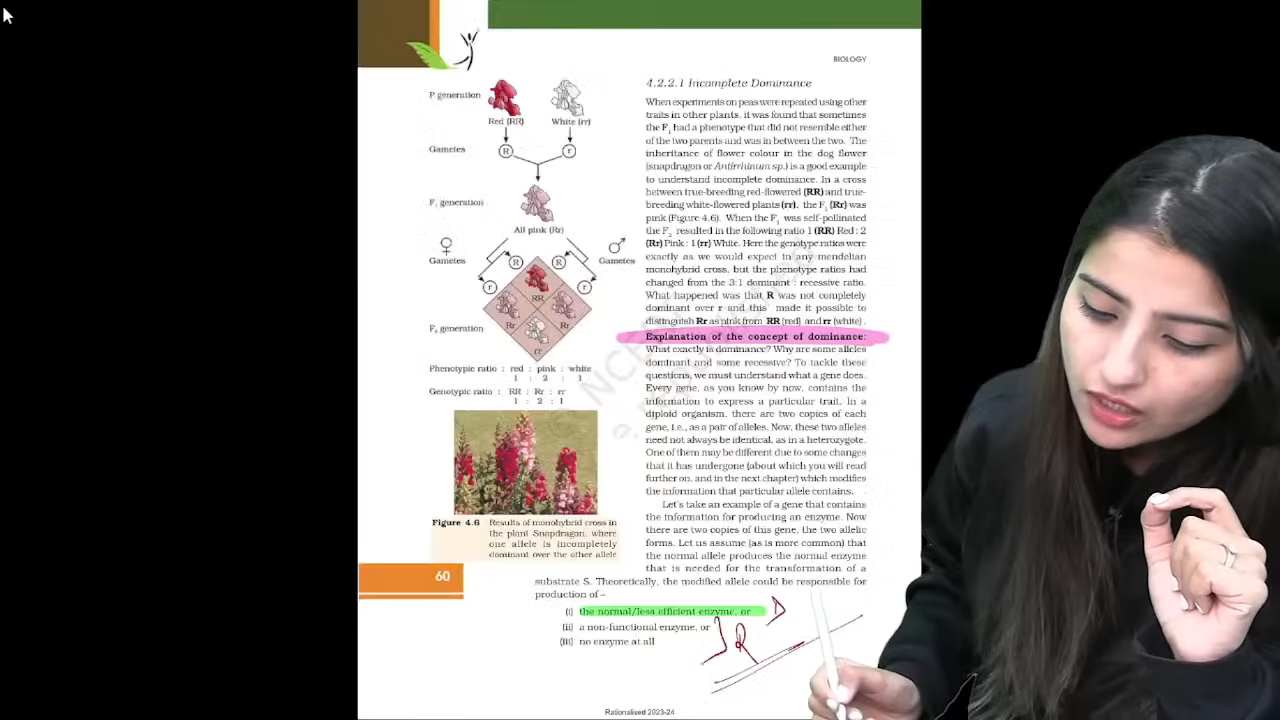 BIOLOGY
P generation
Red (RR)
White (rr)
Gametes
R
r
F1 generation
All pink (Rr)
Gametes
Gametes
R
R
r
r
RR
Rr
Rr
rr
F2 generation
Phenotypic ratio : red : pink : white
1 : 2 : 1
Genotypic ratio : RR : Rr : rr
1 : 2 : 1
Figure 4.6 Results of monohybrid cross in
the plant Snapdragon, where
one allele is incompletely
dominant over the other allele
60
4.2.2.1 Incomplete Dominance
When experiments on peas were repeated using other
traits in other plants, it was found that sometimes
the F1 had a phenotype that did not resemble either
of the two parents and was in between the two. The
inheritance of flower colour in the dog flower
(snapdragon or Antirrhinum sp.) is a good example
to understand incomplete dominance. In a cross
between true-breeding red-flowered (RR) and true-
breeding white-flowered plants (rr), the F1 (Rr) was
pink (Figure 4.6). When the F1 was self-pollinated
the F2 resulted in the following ratio 1 (RR) Red : 2
(Rr) Pink : 1 (rr) White. Here the genotype ratios were
exactly as we would expect in any mendelian
monohybrid cross, but the phenotype ratios had
changed from the 3:1 dominant : recessive ratio.
What happened was that R was not completely
dominant over r and this made it possible to
distinguish Rr as pink from RR (red) and rr (white) .
Explanation of the concept of dominance:
What exactly is dominance? Why are some alleles
dominant and some recessive? To tackle these
questions, we must understand what a gene does.
Every gene, as you know by now, contains the
information to express a particular trait. In a
diploid organism, there are two copies of each
gene, i.e., as a pair of alleles. Now, these two alleles
need not always be identical, as in a heterozygote.
One of them may be different due to some changes
that it has undergone (about which you will read
further on, and in the next chapter) which modifies
the information that particular allele contains.
Let's take an example of a gene that contains
the information for producing an enzyme. Now
there are two copies of this gene, the two allelic
forms. Let us assume (as is more common) that
the normal allele produces the normal enzyme
that is needed for the transformation of a
substrate S. Theoretically, the modified allele could be responsible for
production of –
(i) the normal/less efficient enzyme, or
D
(ii) a non-functional enzyme, or
R
(iii) no enzyme at all
Rationalised 2023-24